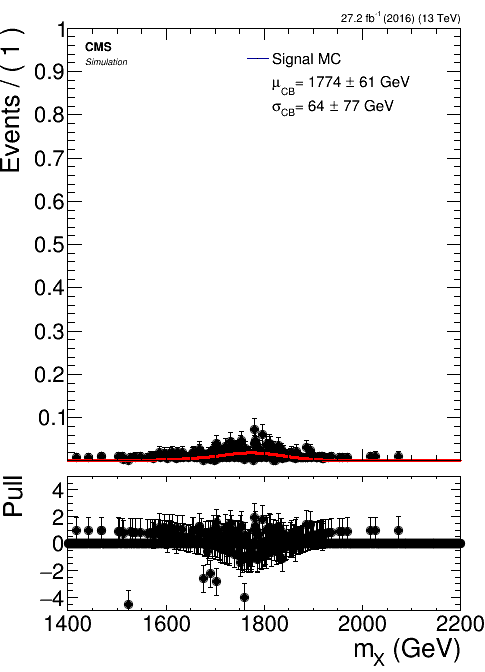 27.2 fb⁻¹ (2016) (13 TeV)
CMS
Simulation
Signal MC
μ_CB = 1774 ± 61 GeV
σ_CB = 64 ± 77 GeV
Events / ( 1 )
1
0.9
0.8
0.7
0.6
0.5
0.4
0.3
0.2
0.1
Pull
4
2
0
−2
−4
1400 1600 1800 2000 2200
m_X (GeV)